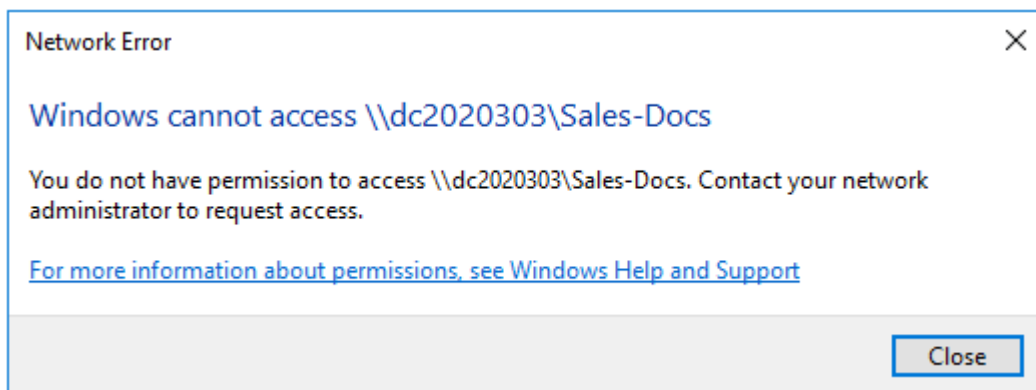 Network Error
Windows cannot access \\dc2020303\Sales-Docs
You do not have permission to access \\dc2020303\Sales-Docs. Contact your network
administrator to request access.
For more information about permissions, see Windows Help and Support
Close